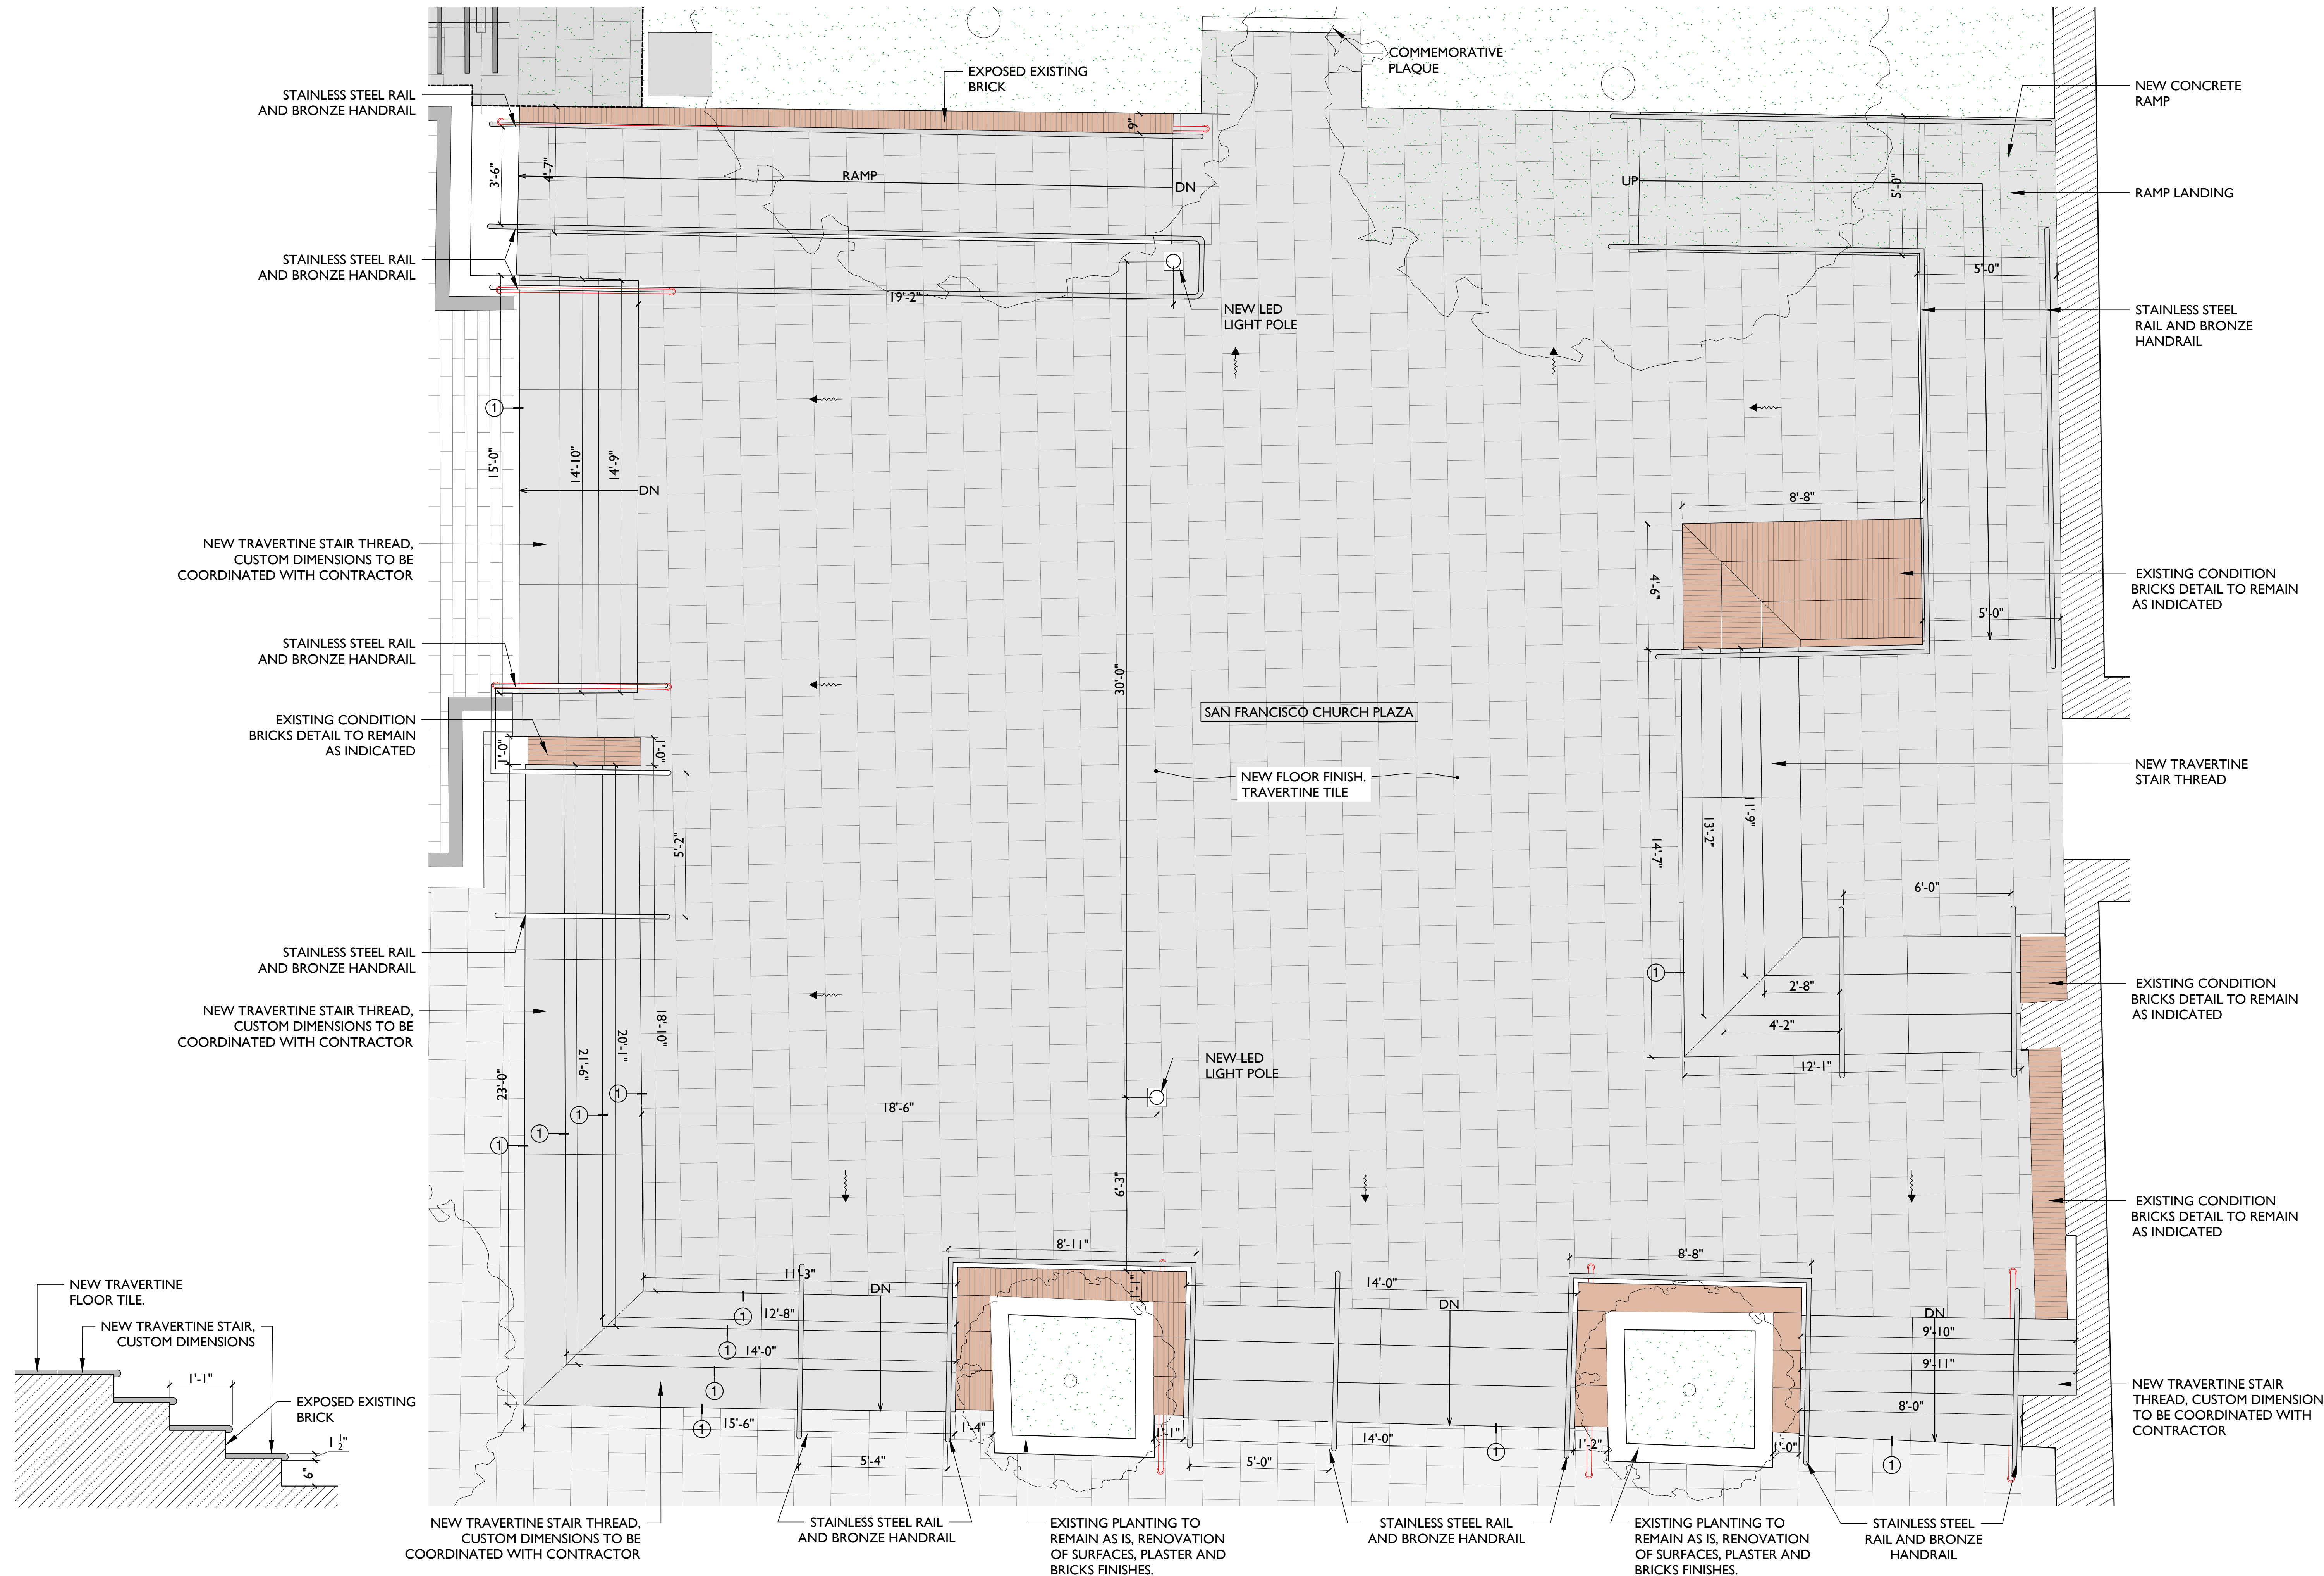 COMMEMORATIVE
PLAQUE
EXPOSED EXISTING
BRICK
STAINLESS STEEL RAIL
AND BRONZE HANDRAIL
NEW CONCRETE
RAMP
9"
3'-6"
4'-7"
RAMP
DN
UP
5'-0"
RAMP LANDING
STAINLESS STEEL RAIL
AND BRONZE HANDRAIL
5'-0"
19'-2"
NEW LED
LIGHT POLE
STAINLESS STEEL
RAIL AND BRONZE
HANDRAIL
1
15'-0"
14'-10"
14'-9"
DN
8'-8"
NEW TRAVERTINE STAIR THREAD,
CUSTOM DIMENSIONS TO BE
COORDINATED WITH CONTRACTOR
4'-6"
EXISTING CONDITION
BRICKS DETAIL TO REMAIN
AS INDICATED
5'-0"
STAINLESS STEEL RAIL
AND BRONZE HANDRAIL
30'-0"
SAN FRANCISCO CHURCH PLAZA
EXISTING CONDITION
BRICKS DETAIL TO REMAIN
AS INDICATED
1'-0"
1'-0"
NEW FLOOR FINISH.
TRAVERTINE TILE
NEW TRAVERTINE
STAIR THREAD
5'-2"
11'-9"
13'-2"
14'-7"
6'-0"
STAINLESS STEEL RAIL
AND BRONZE HANDRAIL
1
2'-8"
EXISTING CONDITION
BRICKS DETAIL TO REMAIN
AS INDICATED
4'-2"
NEW TRAVERTINE STAIR THREAD,
CUSTOM DIMENSIONS TO BE
COORDINATED WITH CONTRACTOR
18'-10"
20'-1"
21'-6"
23'-0"
NEW LED
LIGHT POLE
12'-1"
1
1
1
1
18'-6"
6'-3"
EXISTING CONDITION
BRICKS DETAIL TO REMAIN
AS INDICATED
8'-11"
8'-8"
11'-3"
DN
1'-1"
14'-0"
DN
DN
NEW TRAVERTINE
FLOOR TILE.
NEW TRAVERTINE STAIR,
CUSTOM DIMENSIONS
1
12'-8"
9'-10"
1
14'-0"
9'-11"
1'-1"
1
NEW TRAVERTINE STAIR
THREAD, CUSTOM DIMENSION
TO BE COORDINATED WITH
CONTRACTOR
EXPOSED EXISTING
BRICK
8'-0"
1
15'-6"
1'-4"
1'-1"
14'-0"
1
1'-2"
1'-0"
1
1 1/2"
6"
5'-4"
5'-0"
NEW TRAVERTINE STAIR THREAD,
CUSTOM DIMENSIONS TO BE
COORDINATED WITH CONTRACTOR
STAINLESS STEEL RAIL
AND BRONZE HANDRAIL
EXISTING PLANTING TO
REMAIN AS IS, RENOVATION
OF SURFACES, PLASTER AND
BRICKS FINISHES.
STAINLESS STEEL RAIL
AND BRONZE HANDRAIL
EXISTING PLANTING TO
REMAIN AS IS, RENOVATION
OF SURFACES, PLASTER AND
BRICKS FINISHES.
STAINLESS STEEL
RAIL AND BRONZE
HANDRAIL